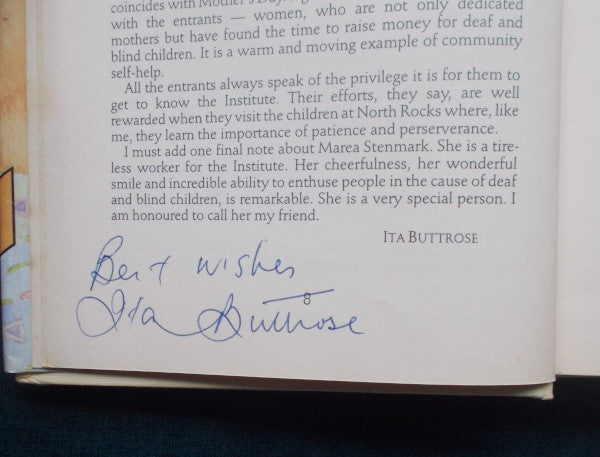 coincides with Mother's Day.
with the entrants — women, who are not only dedicated
mothers but have found the time to raise money for deaf and
blind children. It is a warm and moving example of community
self-help.
All the entrants always speak of the privilege it is for them to
get to know the Institute. Their efforts, they say, are well
rewarded when they visit the children at North Rocks where, like
me, they learn the importance of patience and perserverance.
I must add one final note about Marea Stenmark. She is a tire-
less worker for the Institute. Her cheerfulness, her wonderful
smile and incredible ability to enthuse people in the cause of deaf
and blind children, is remarkable. She is a very special person. I
am honoured to call her my friend.
ITA BUTTROSE
Best wishes
8
Ita Buttrose